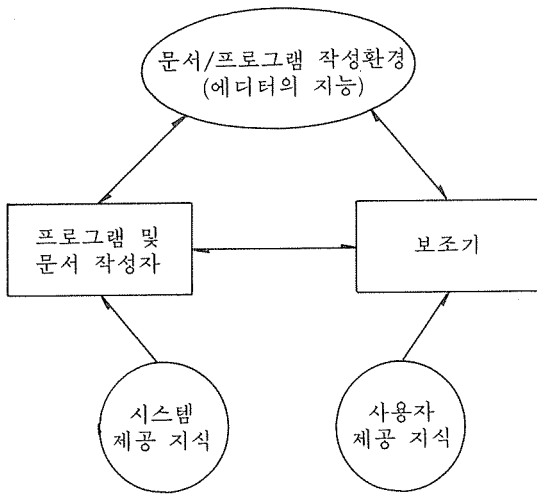 문서/프로그램 작성환경
(에디터의 지능)
프로그램 및
문서 작성자
보조기
시스템
제공 지식
사용자
제공 지식